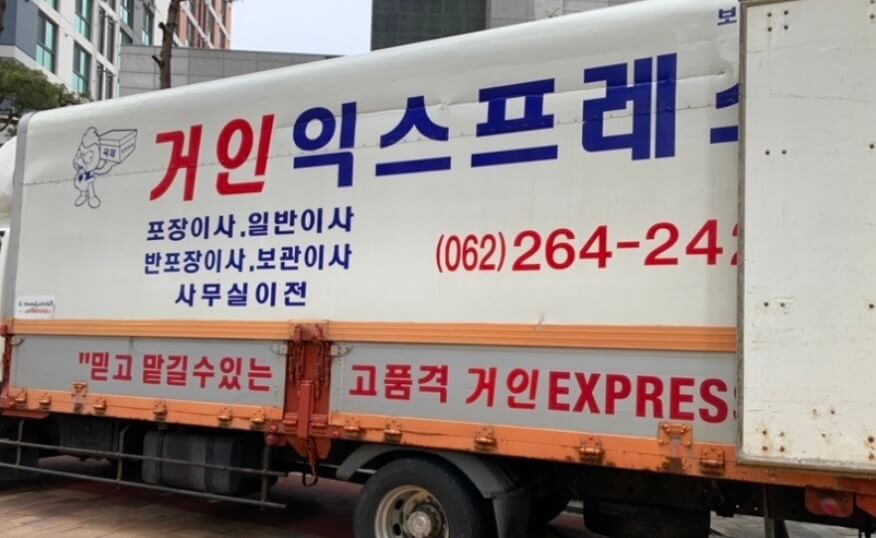 거인 익스프레
포장이사.일반이사
반포장이사.보관이사
사무실이전
(062)264-242
"믿고 맡길수있는 고품격 거인EXPRES